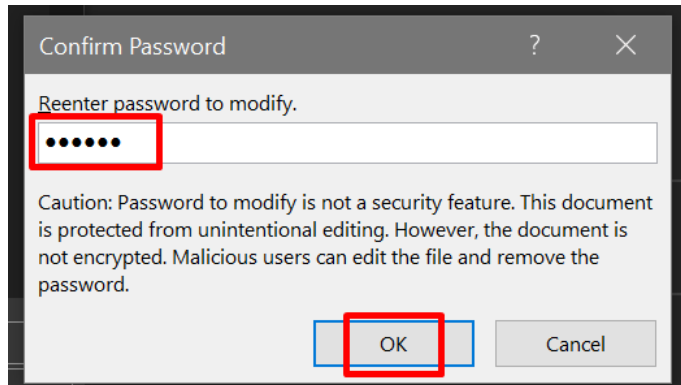 Confirm Password ? ×
Reenter password to modify.
••••••
Caution: Password to modify is not a security feature. This document
is protected from unintentional editing. However, the document is
not encrypted. Malicious users can edit the file and remove the
password.
OK Cancel